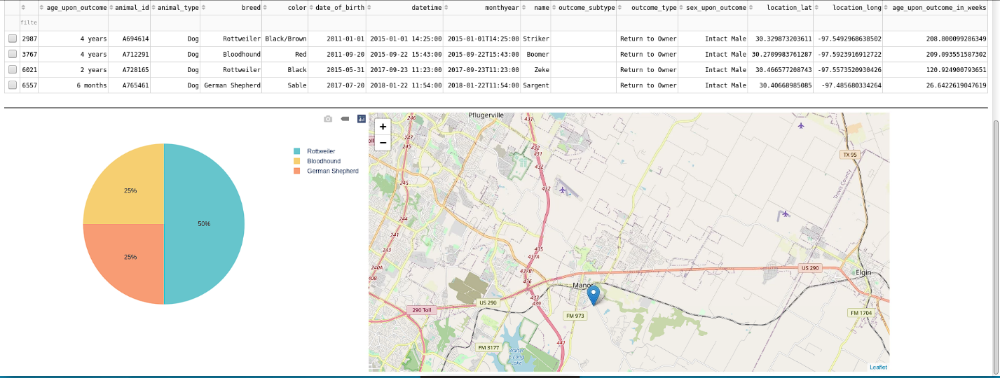 age_upon_outcome animal_id animal_type breed color date_of_birth datetime monthyear name outcome_subtype outcome_type sex_upon_outcome location_lat location_long age_upon_outcome_in_weeks
filte
2987 4 years A694614 Dog Rottweiler Black/Brown 2011-01-01 2015-01-01 14:25:00 2015-01-01T14:25:00 Striker Return to Owner Intact Male 30.329873203611 -97.5492968638502 208.800099206349
3767 4 years A712291 Dog Bloodhound Red 2011-09-20 2015-09-22 15:43:00 2015-09-22T15:43:00 Boomer Return to Owner Intact Male 30.2709983761287 -97.5923916912722 209.093551587302
6021 2 years A728165 Dog Rottweiler Black 2015-05-31 2017-09-23 11:23:00 2017-09-23T11:23:00 Zeke Return to Owner Intact Male 30.466577208743 -97.5573520930426 120.924900793651
6557 6 months A765461 Dog German Shepherd Sable 2017-07-20 2018-01-22 11:54:00 2018-01-22T11:54:00 Sargent Return to Owner Intact Male 30.40668985085 -97.485680334264 26.6422619047619
Rottweiler
Bloodhound
German Shepherd
25%
50%
25%
+
−
Pflugerville
246
431
247
245
432
431
432
TX 95
Travis County
245
432
244
241
435
243
437A
240A
437B
40B
436
US 290
Elgin
Manor
437
439
US 290
290 Toll
FM 973
FM 1704
441
FM 3177
Walter
E Long
Lake
Leaflet